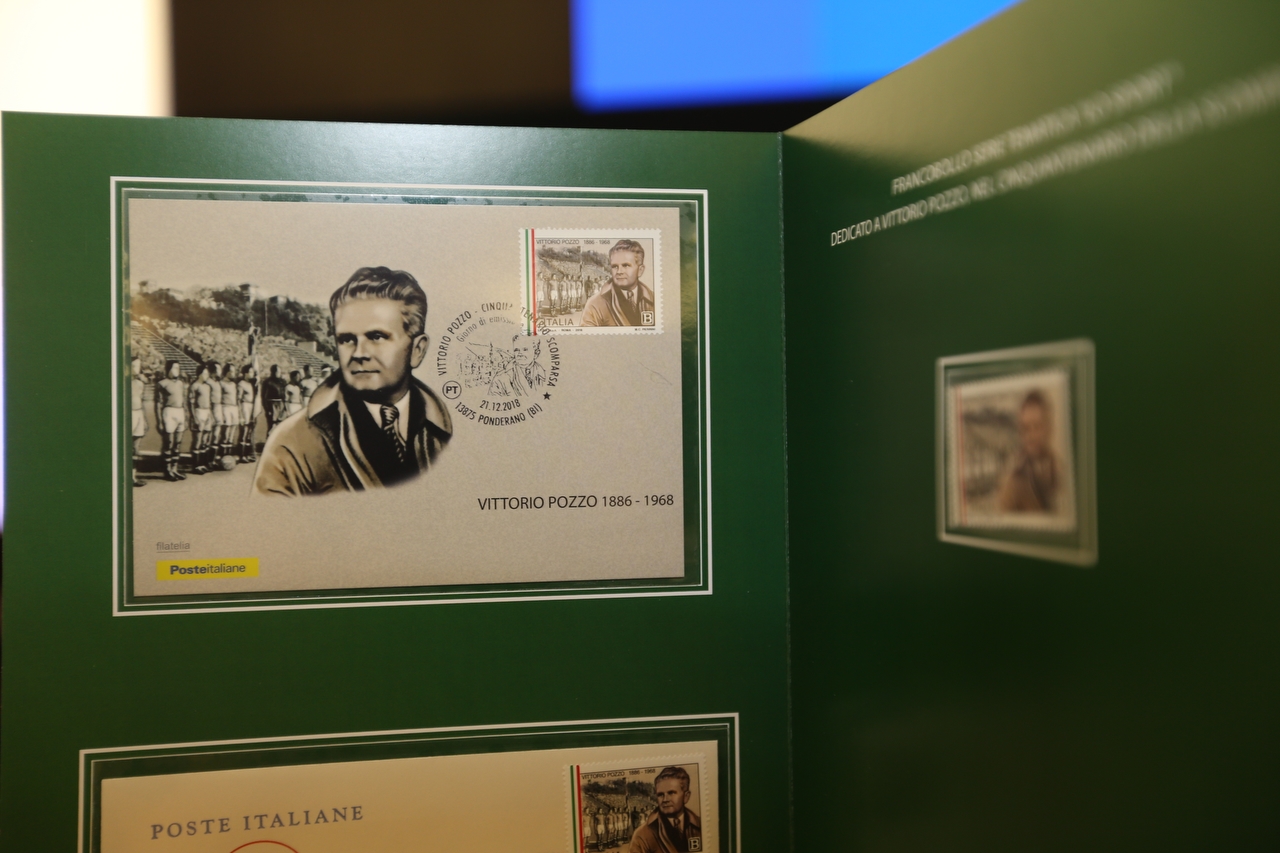 VITTORIO POZZO 1886 - 1968
ITALIA
B
VITTORIO POZZO - CINQUANTENARIO SCOMPARSA
Giorno di emissione
PT
21.12.2018
13875 PONDERANO (BI)
VITTORIO POZZO 1886 - 1968
filatelia
Posteitaliane
POSTE ITALIANE
VITTORIO POZZO 1886 - 1968
B
FRANCOBOLLO SERIE TEMATICA "LO SPORT"
DEDICATO A VITTORIO POZZO NEL CINQUANTENARIO DELLA SCOMPARSA